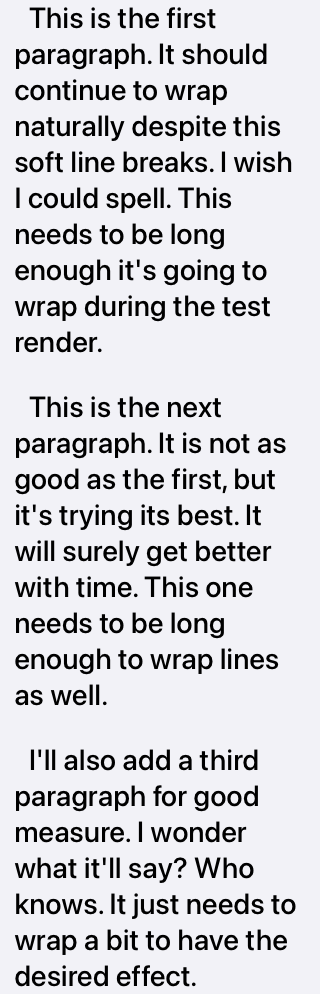 This is the first
paragraph. It should
continue to wrap
naturally despite this
soft line breaks. I wish
I could spell. This
needs to be long
enough it's going to
wrap during the test
render.
This is the next
paragraph. It is not as
good as the first, but
it's trying its best. It
will surely get better
with time. This one
needs to be long
enough to wrap lines
as well.
I'll also add a third
paragraph for good
measure. I wonder
what it'll say? Who
knows. It just needs to
wrap a bit to have the
desired effect.